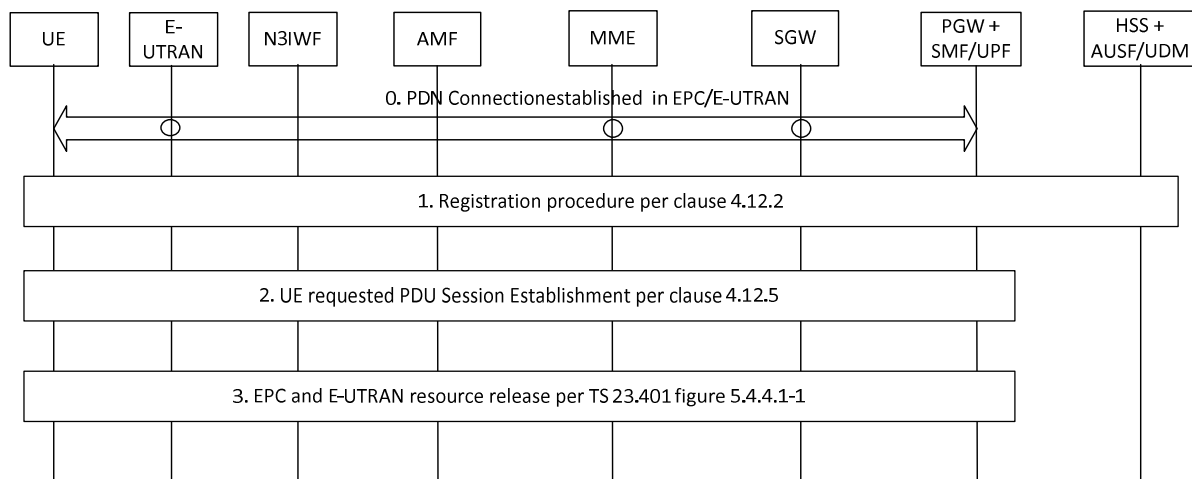 UE
E-
UTRAN
N3IWF
AMF
MME
SGW
PGW +
SMF/UPF
HSS +
AUSF/UDM
0. PDN Connectionestablished in EPC/E-UTRAN
1. Registration procedure per clause 4.12.2
2. UE requested PDU Session Establishment per clause 4.12.5
3. EPC and E-UTRAN resource release per TS 23.401 figure 5.4.4.1-1